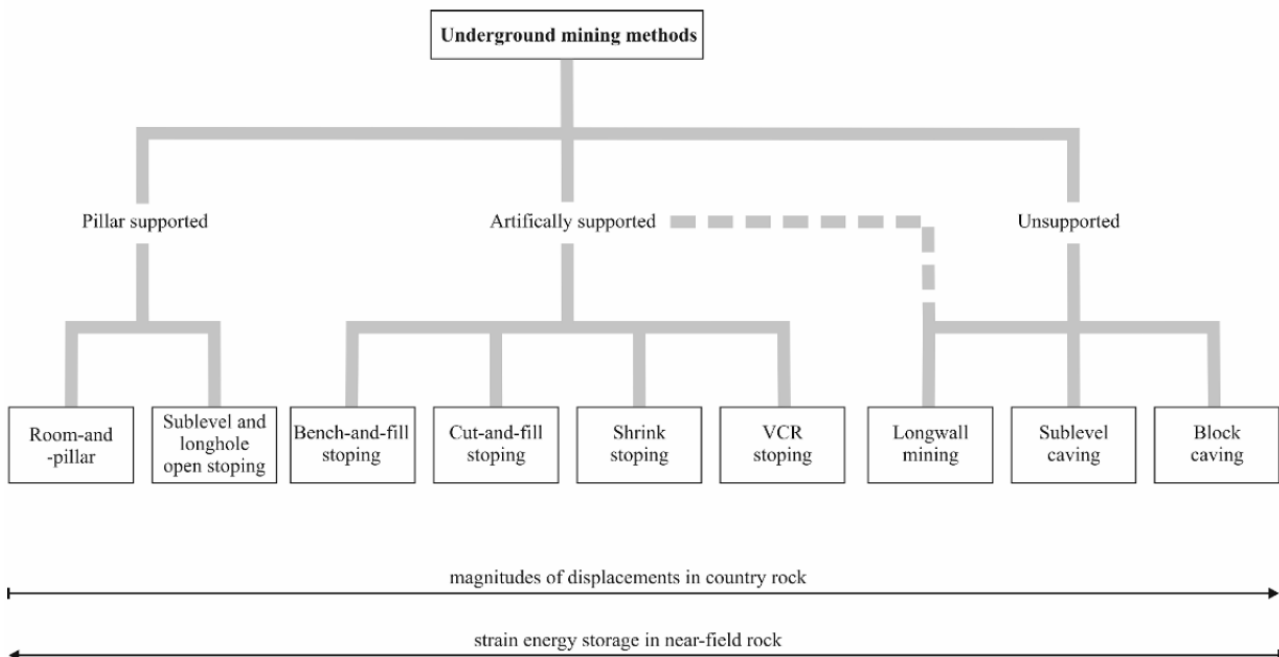 Underground mining methods
Pillar supported
Artifically supported
Unsupported
Room-and
-pillar
Sublevel and
longhole
open stoping
Bench-and-fill
stoping
Cut-and-fill
stoping
Shrink
stoping
VCR
stoping
Longwall
mining
Sublevel
caving
Block
caving
magnitudes of displacements in country rock
strain energy storage in near-field rock